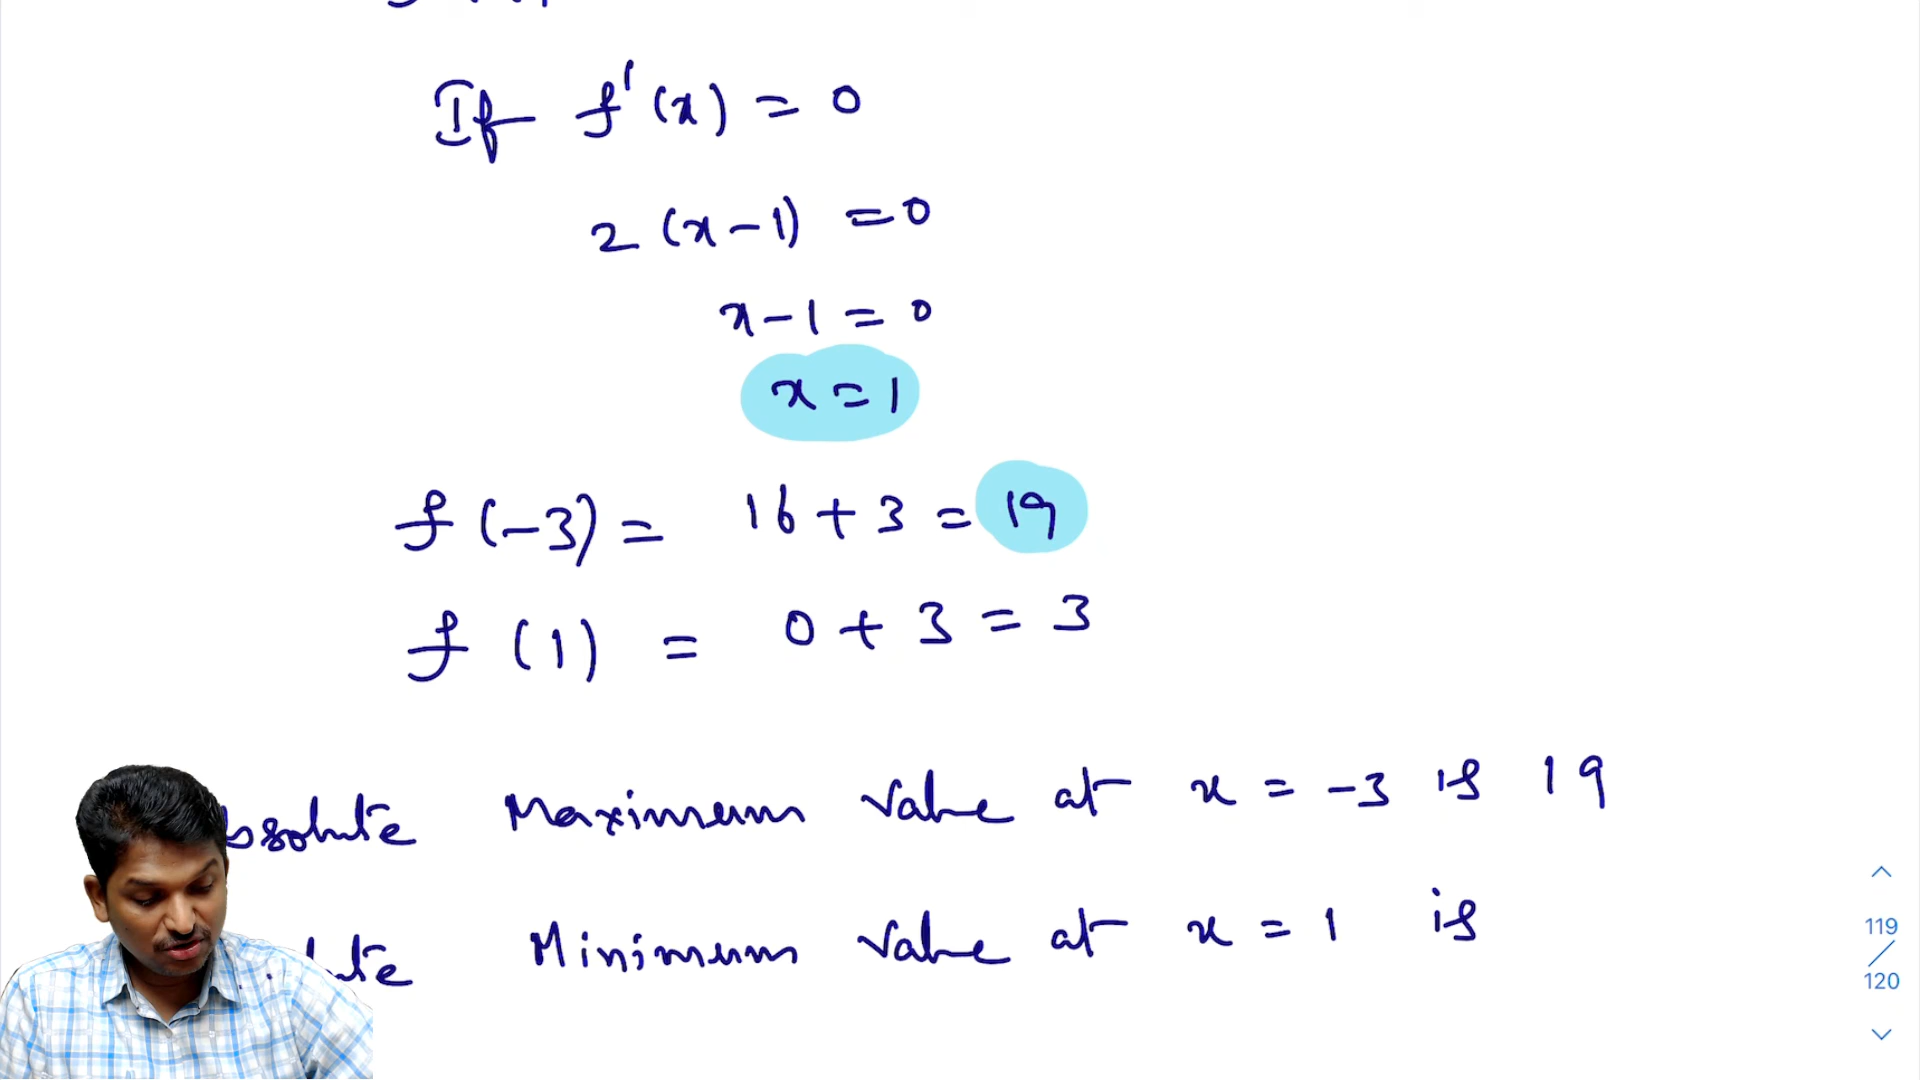 If f'(x) = 0
2 (x-1) = 0
x-1 = 0
x = 1
f (-3) = 16 + 3 = 19
f (1) = 0 + 3 = 3
Maximum Value at x = -3 is 19
Minimum Value at x = 1 is
119
/
120